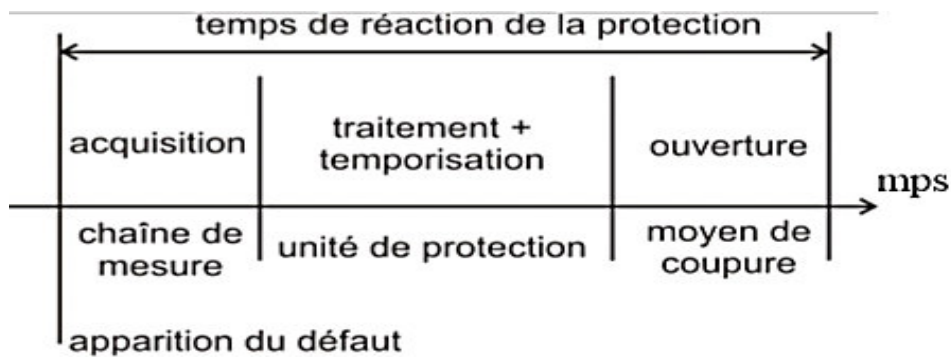 temps de réaction de la protection
acquisition
traitement +
temporisation
ouverture
mps
chaîne de
mesure
unité de protection
moyen de
coupure
apparition du défaut